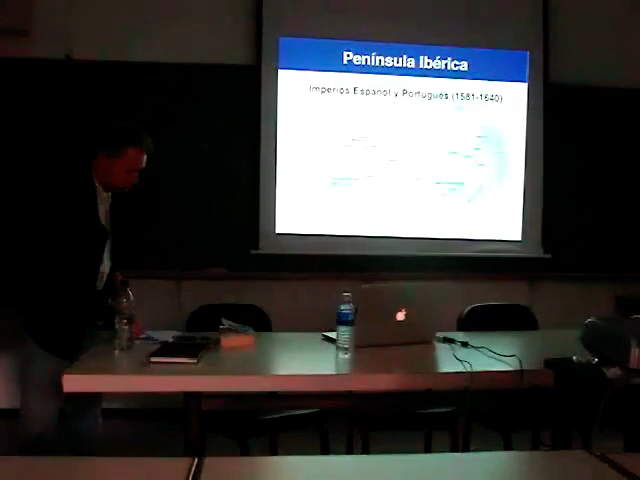 Península Ibérica
Imperios Español y Portugués (1581-1640)